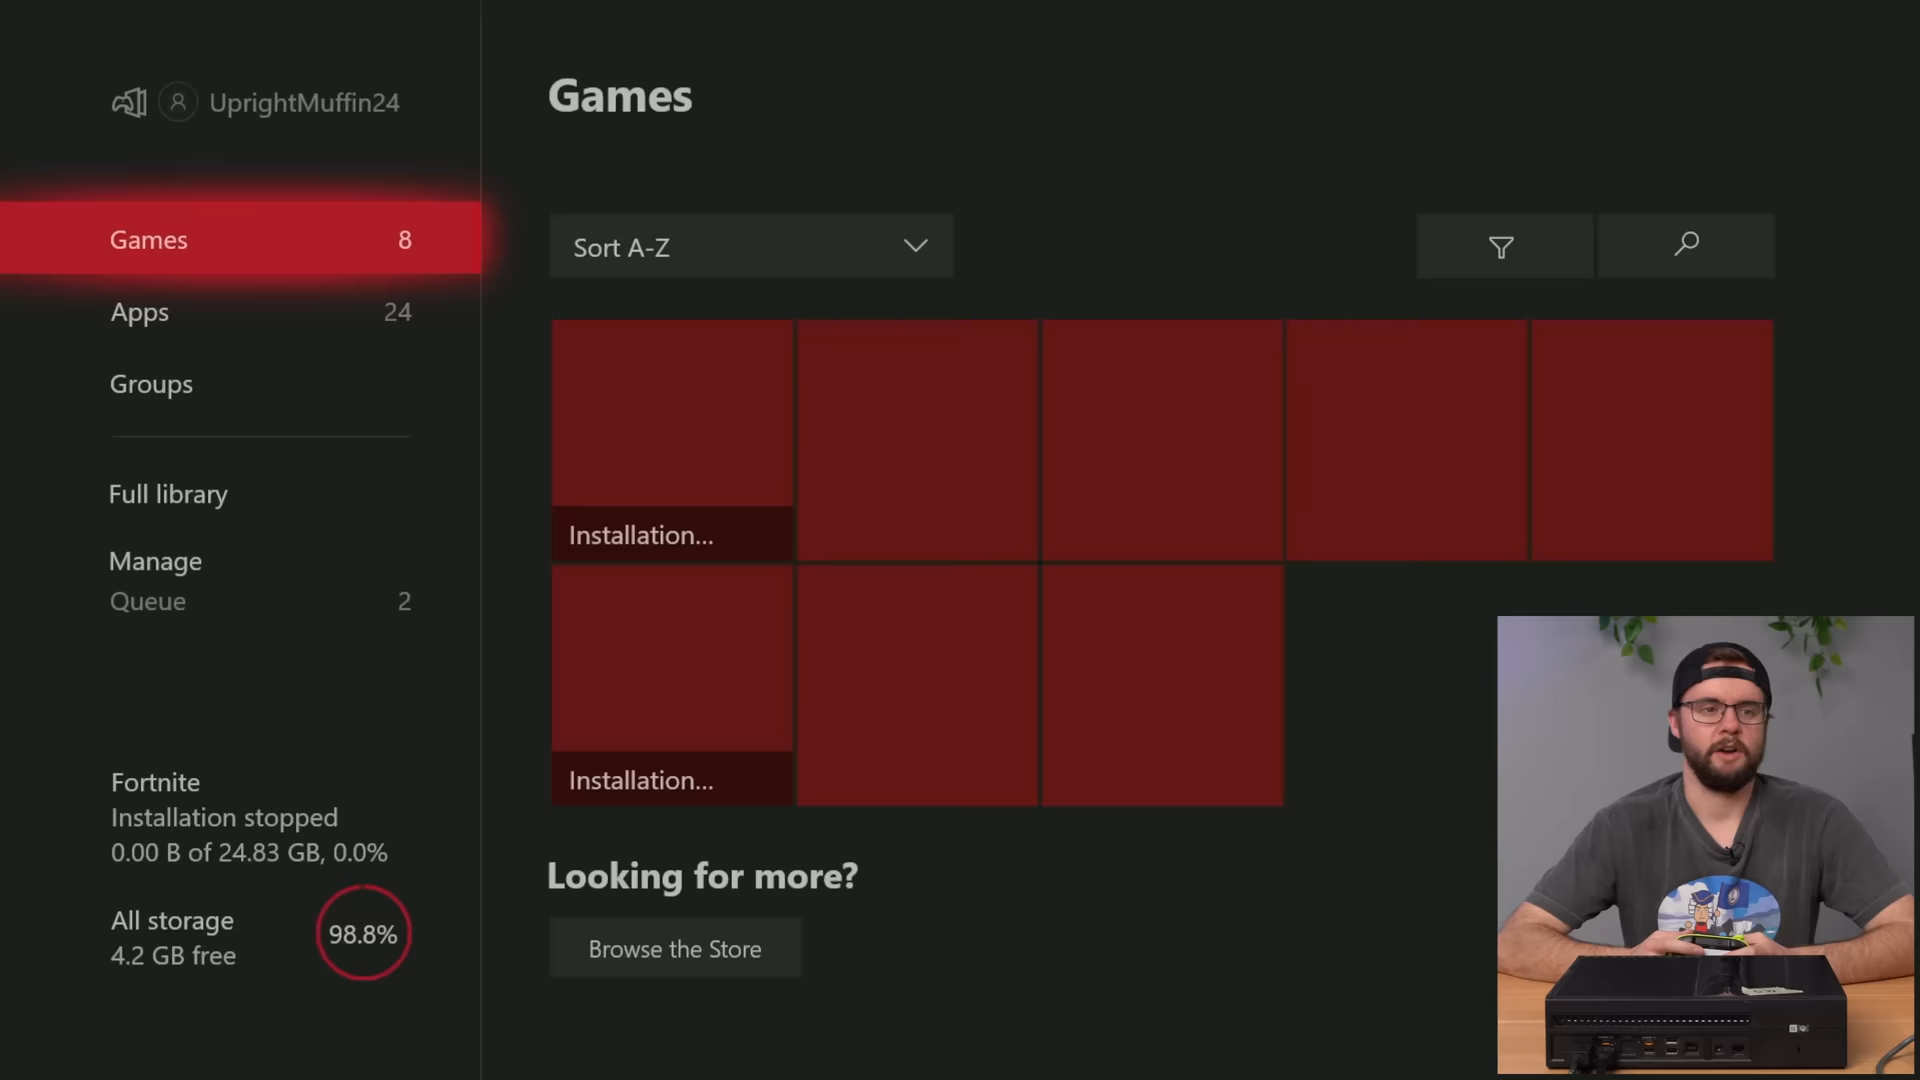 UprightMuffin24
Games 8
Apps 24
Groups
Full library
Manage
Queue 2
Fortnite
Installation stopped
0.00 B of 24.83 GB, 0.0%
All storage
4.2 GB free
98.8%
Games
Sort A-Z
Installation...
Installation...
Looking for more?
Browse the Store